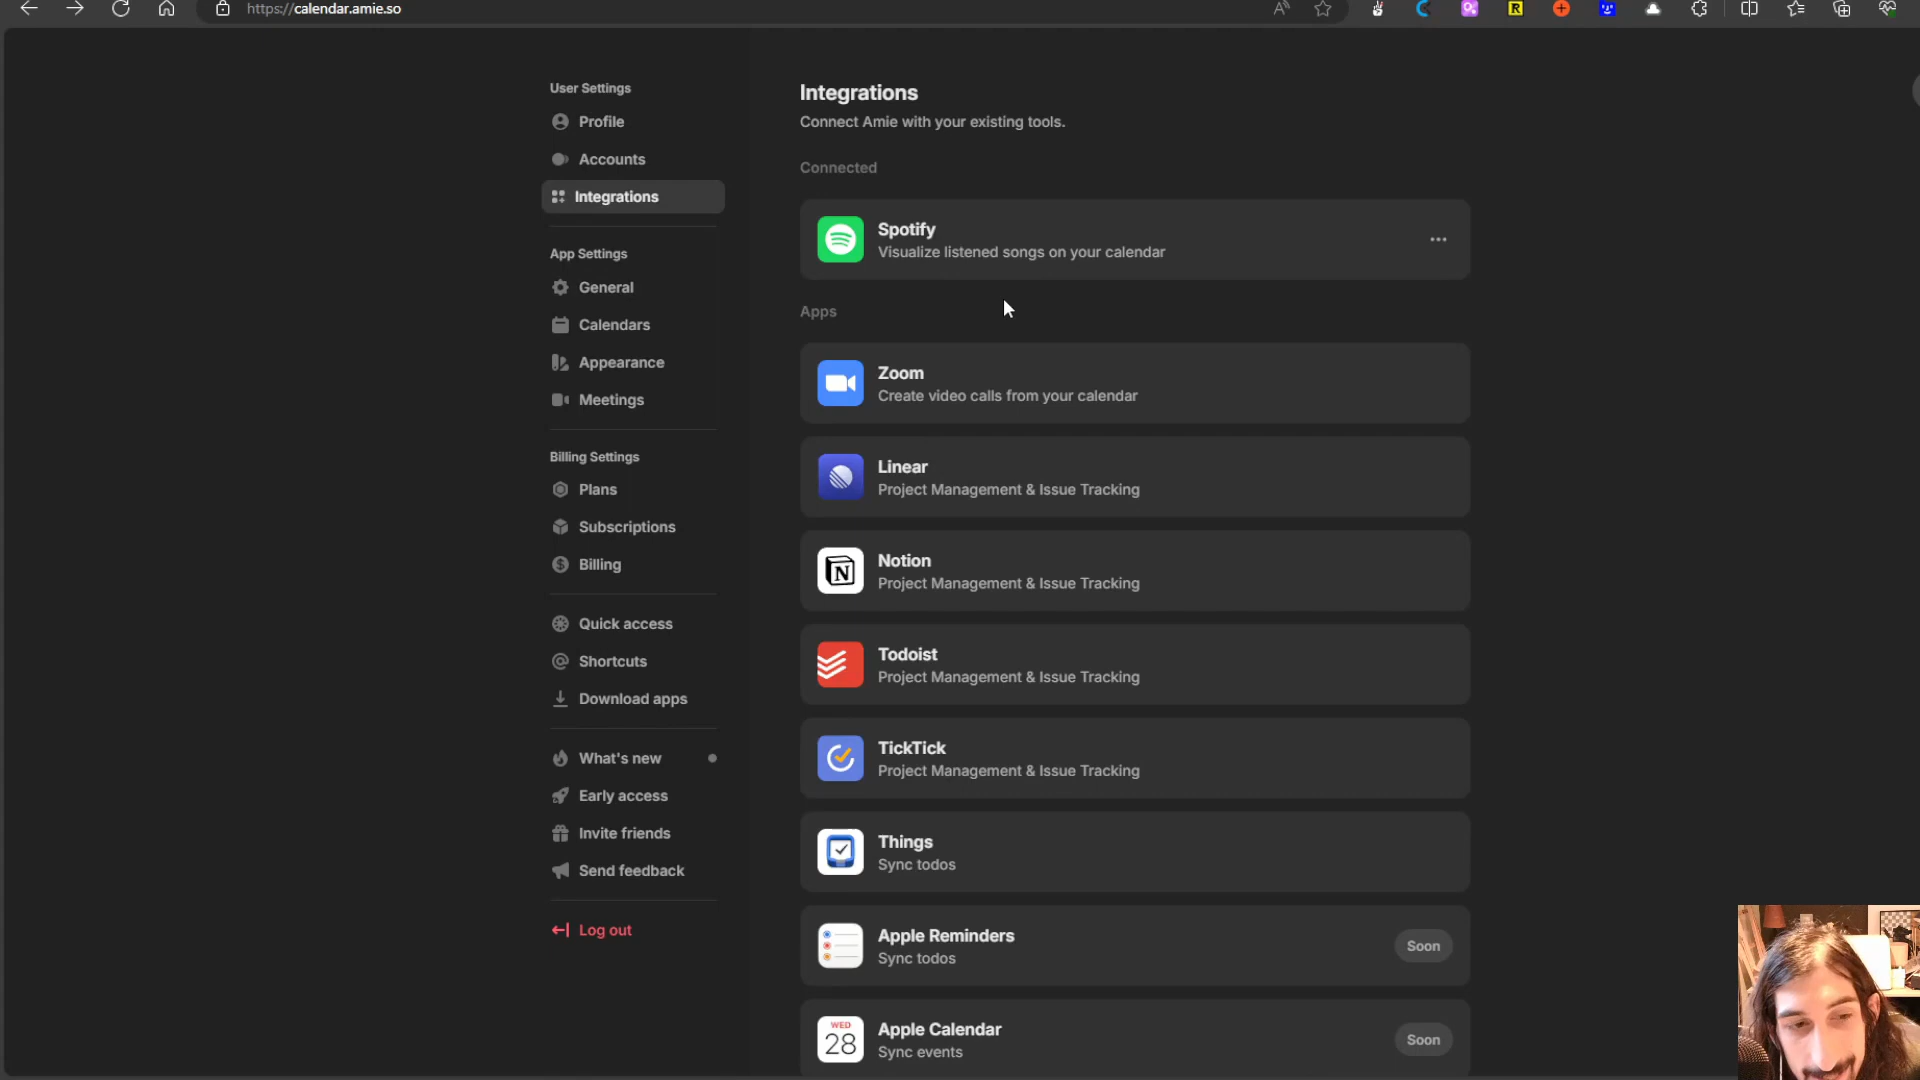 https://calendar.amie.so
User Settings
Profile
Accounts
Integrations
App Settings
General
Calendars
Appearance
Meetings
Billing Settings
Plans
Subscriptions
Billing
Quick access
Shortcuts
Download apps
What's new
Early access
Invite friends
Send feedback
Log out
Integrations
Connect Amie with your existing tools.
Connected
Spotify
Visualize listened songs on your calendar
Apps
Zoom
Create video calls from your calendar
Linear
Project Management & Issue Tracking
Notion
Project Management & Issue Tracking
Todoist
Project Management & Issue Tracking
TickTick
Project Management & Issue Tracking
Things
Sync todos
Apple Reminders
Sync todos
Soon
WED
28
Apple Calendar
Sync events
Soon